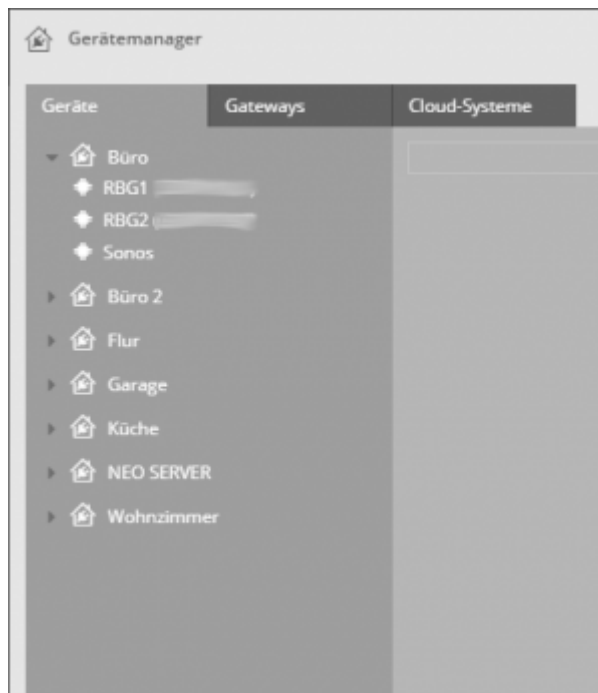 Gerätemanager
Geräte Gateways Cloud-Systeme
Büro
RBG1
RBG2
Sonos
Büro 2
Flur
Garage
Küche
NEO SERVER
Wohnzimmer